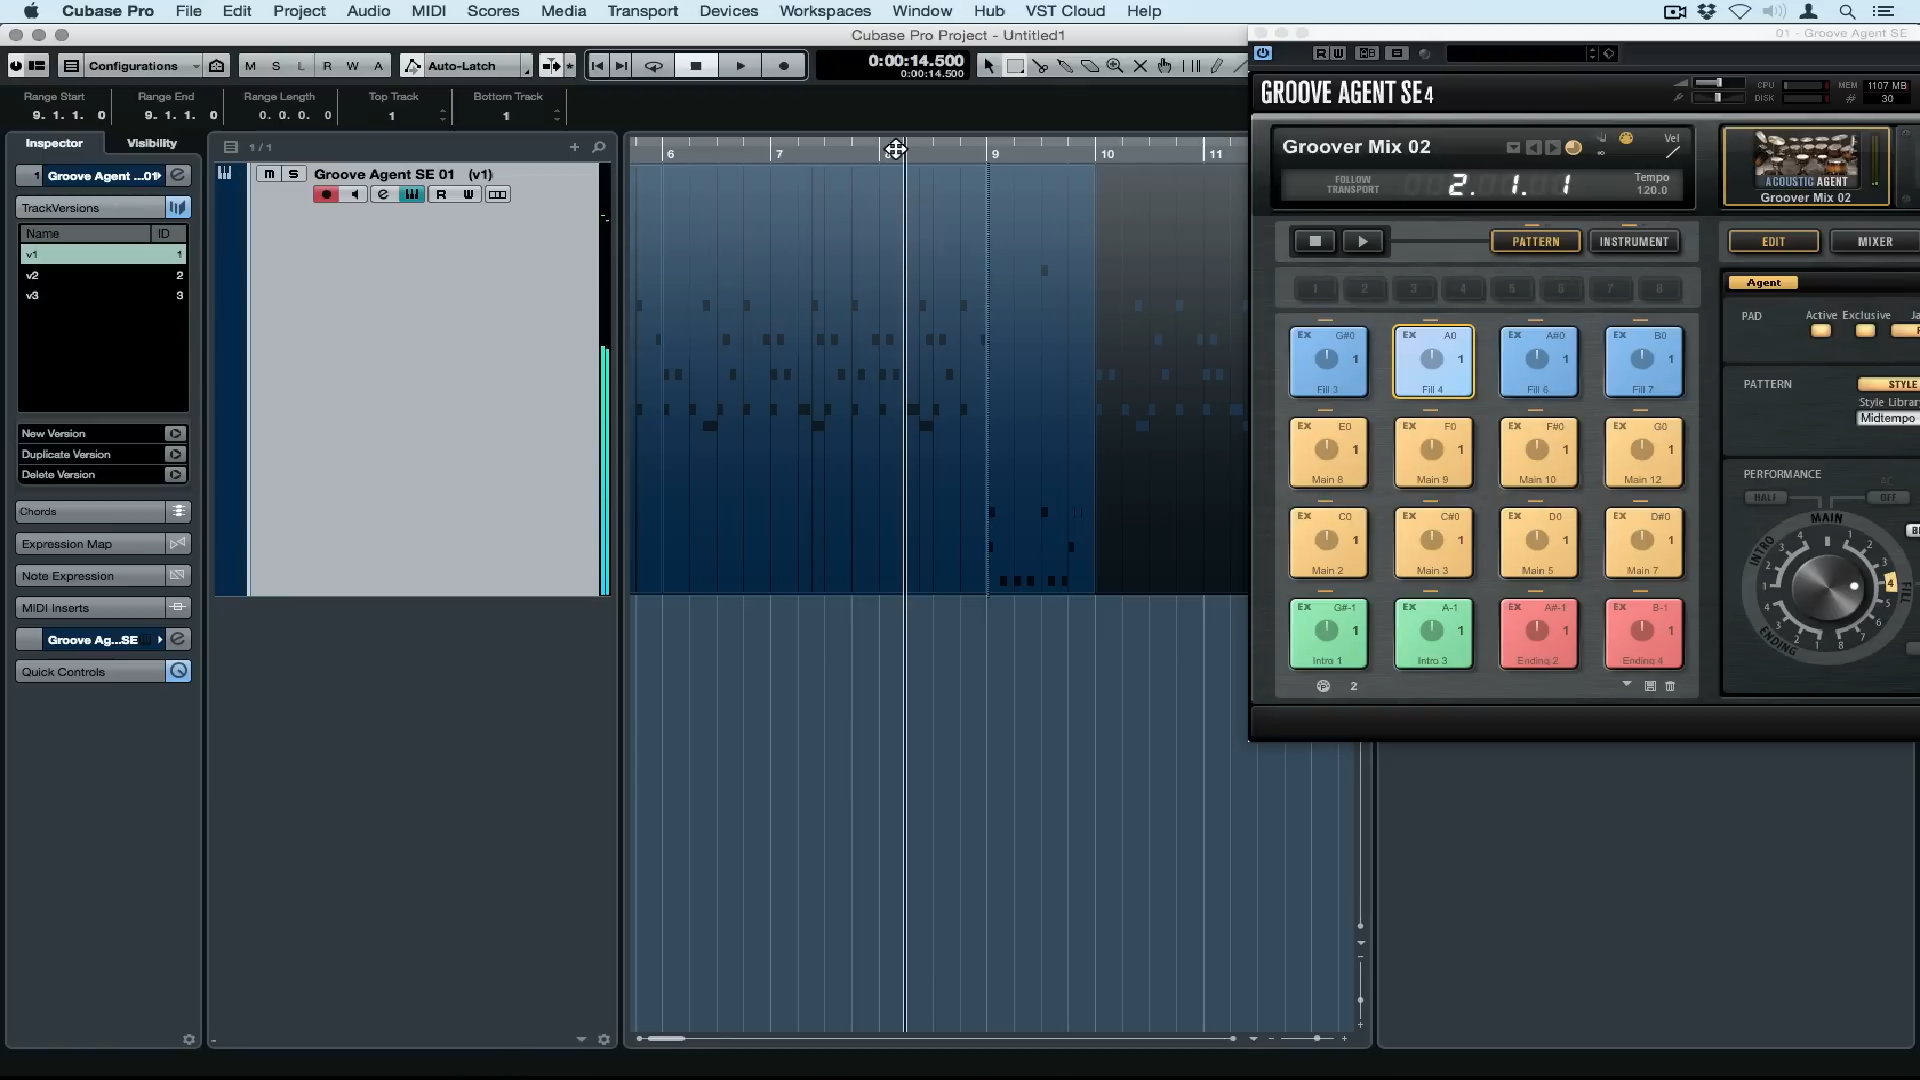 Cubase Pro File Edit Project Audio MIDI Scores Media Transport Devices Workspaces Window Hub VST Cloud Help
Cubase Pro Project - Untitled1
01 - Groove Agent SE
Configurations M S L R W A Auto-Latch 0:00:14.500
0:00:14.500
R W
Range Start Range End Range Length Top Track Bottom Track
9. 1. 1. 0 9. 1. 1. 0 0. 0. 0. 0 1 1
GROOVE AGENT SE4
CPU
DISK
MEM 1107 MB
# 30
Inspector Visibility
1/1
6 7 9 10 11
1 Groove Agent ...01
TrackVersions
Name ID
v1 1
v2 2
v3 3
New Version
Duplicate Version
Delete Version
Chords
Expression Map
Note Expression
MIDI Inserts
Groove Ag...SE
Quick Controls
m S Groove Agent SE 01 (v1)
R W
Groover Mix 02 Vel
FOLLOW
TRANSPORT
2. 1. 1
Tempo
120.0
ACOUSTIC AGENT
Groover Mix 02
PATTERN INSTRUMENT EDIT MIXER
1 2 3 4 5 6 7 8
Agent
EX G#0 1 Fill 3
EX A0 1 Fill 4
EX A#0 1 Fill 6
EX B0 1 Fill 7
EX E0 1 Main 8
EX F0 1 Main 9
EX F#0 1 Main 10
EX G0 1 Main 12
EX C0 1 Main 2
EX C#0 1 Main 3
EX D0 1 Main 5
EX D#0 1 Main 7
EX G#-1 1 Intro 1
EX A-1 1 Intro 3
EX A#-1 1 Ending 2
EX B-1 1 Ending 4
2
PAD Active Exclusive
PATTERN STYLE
Style Library
Midtempo
PERFORMANCE
HALF OFF
MAIN
INTRO
FILL
ENDING